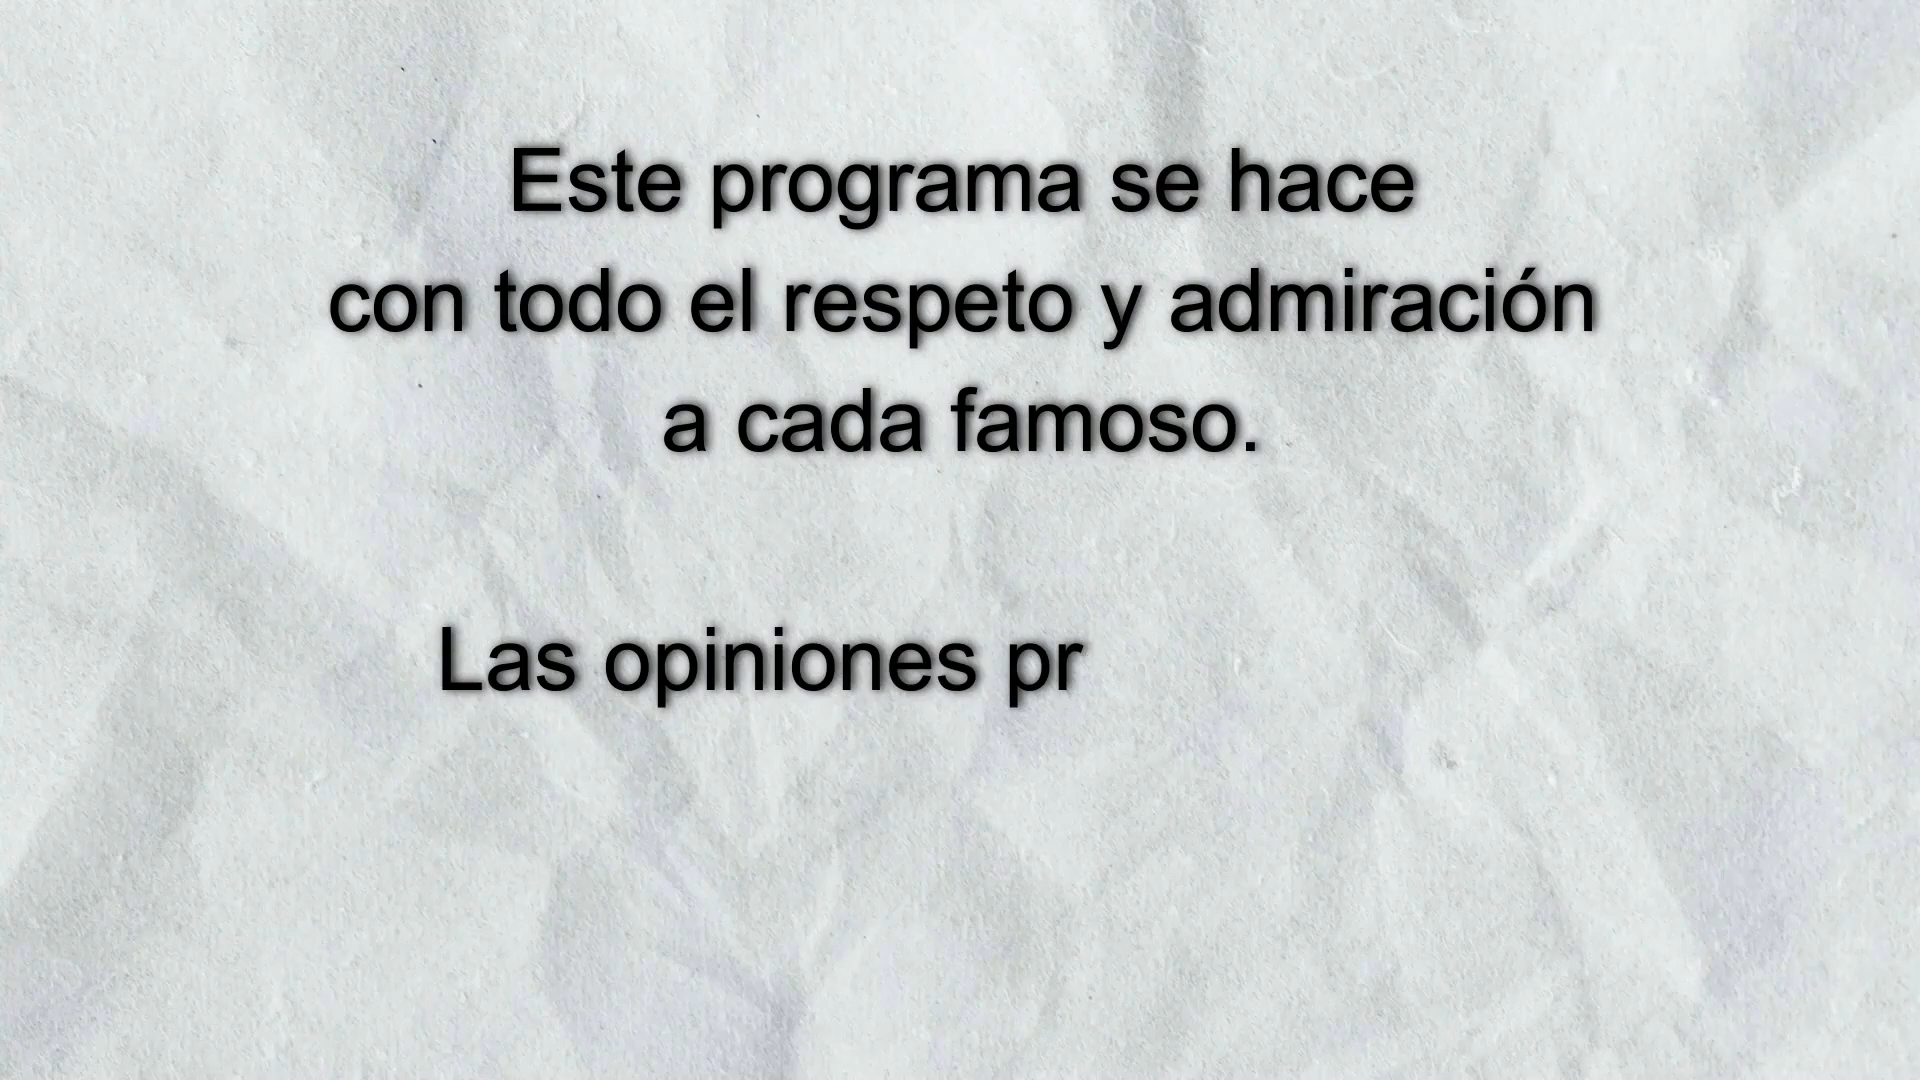 Este programa se hace
con todo el respeto y admiración
a cada famoso.
Las opiniones pr